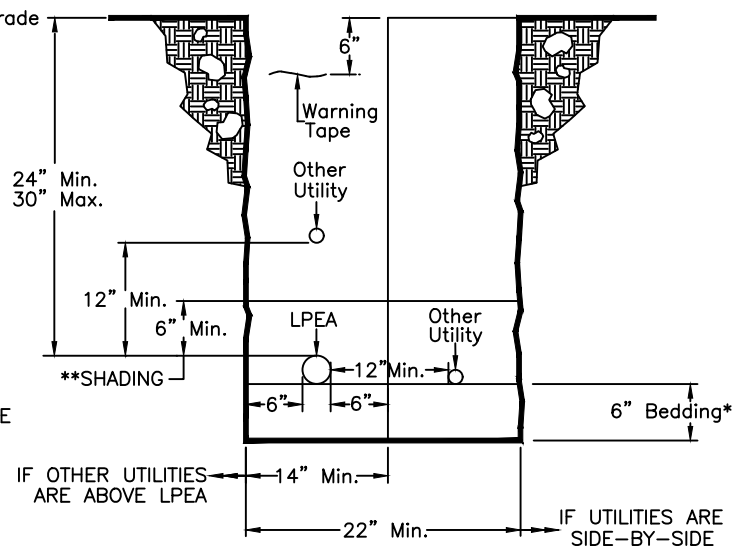 rade
6”
Warning
Tape
24” Min.
30” Max.
Other
Utility
12” Min.
6” Min.
LPEA
Other
Utility
12”Min.
**SHADING
6”
6”
6” Bedding*
E
IF OTHER UTILITIES
ARE ABOVE LPEA
14” Min.
22” Min.
IF UTILITIES ARE
SIDE–BY–SIDE